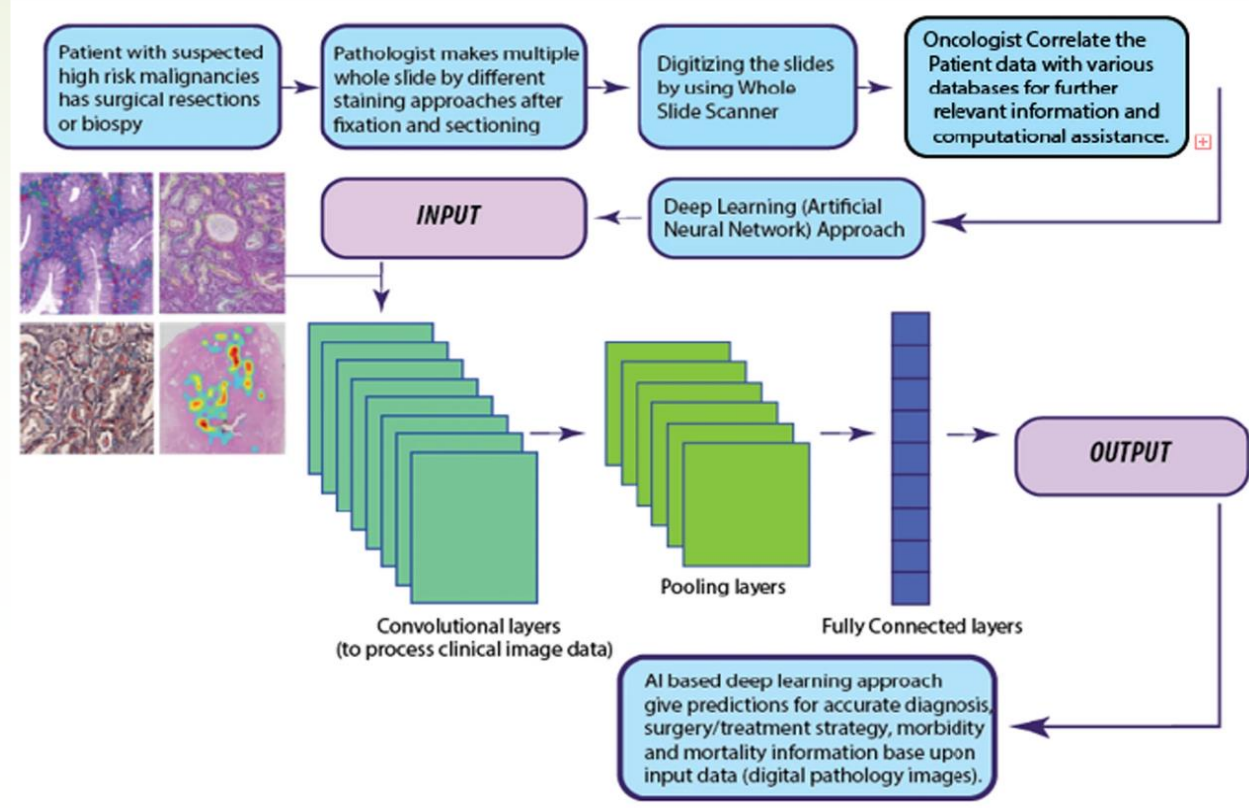 Patient with suspected
high risk malignancies
has surgical resections
or biospy
Pathologist makes multiple
whole slide by different
staining approaches after
fixation and sectioning
Digitizing the slides
by using Whole
Slide Scanner
Oncologist Correlate the
Patient data with various
databases for further
relevant information and
computational assistance.
Deep Learning (Artificial
Neural Network) Approach
INPUT
Convolutional layers
(to process clinical image data)
Pooling layers
Fully Connected layers
OUTPUT
AI based deep learning approach
give predictions for accurate diagnosis,
surgery/treatment strategy, morbidity
and mortality information base upon
input data (digital pathology images).